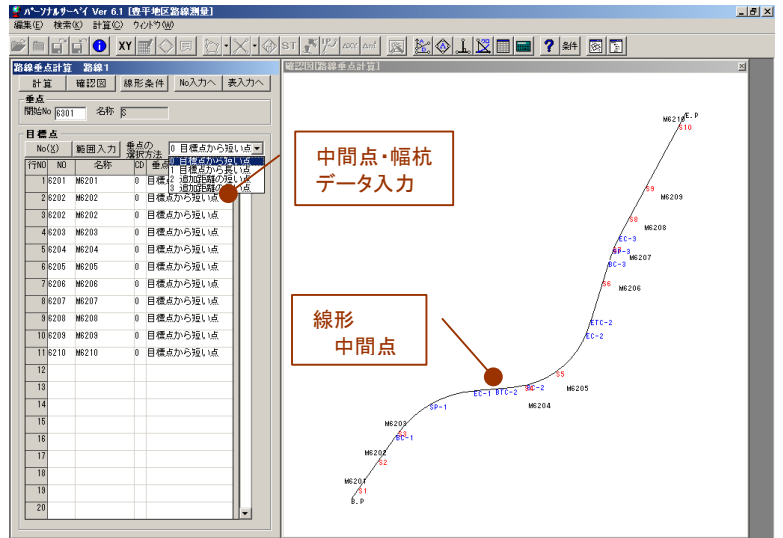 パーソナルサーベイ Ver 6.1 [豊平地区路線測量]
編集(E) 検索(K) 計算(C) ウィンドウ(W)
XY ST ΔXY ? 条件
路線垂点計算 路線1
計算 確認図 線形条件 No入力へ 表入力へ
垂点
開始No 6301 名称 S
目標点
No(X) 範囲入力 垂点の選択方法 0 目標点から短い点
0 目標点から短い点
1 目標点から長い点
2 追加距離の短い点
3 追加距離の長い点
行NO NO 名称 CD 垂点
1 6201 M6201 0 目標
2 6202 M6202 0 目標点から短い点
3 6202 M6202 0 目標点から短い点
4 6203 M6203 0 目標点から短い点
5 6204 M6204 0 目標点から短い点
6 6205 M6205 0 目標点から短い点
7 6206 M6206 0 目標点から短い点
8 6207 M6207 0 目標点から短い点
9 6208 M6208 0 目標点から短い点
10 6209 M6209 0 目標点から短い点
11 6210 M6210 0 目標点から短い点
12
13
14
15
16
17
18
19
20
確認図[路線垂点計算]
中間点・幅杭
データ入力
線形
中間点
M6210 E.P
S10
S9
M6209
S8
M6208
EC-3
SP-3
M6207
BC-3
S6
M6206
ETC-2
EC-2
S5
M6205
EC-1 BTC-2 BC-2
M6204
SP-1
M6203
S3
BC-1
M6202
S2
M6201
S1
B.P